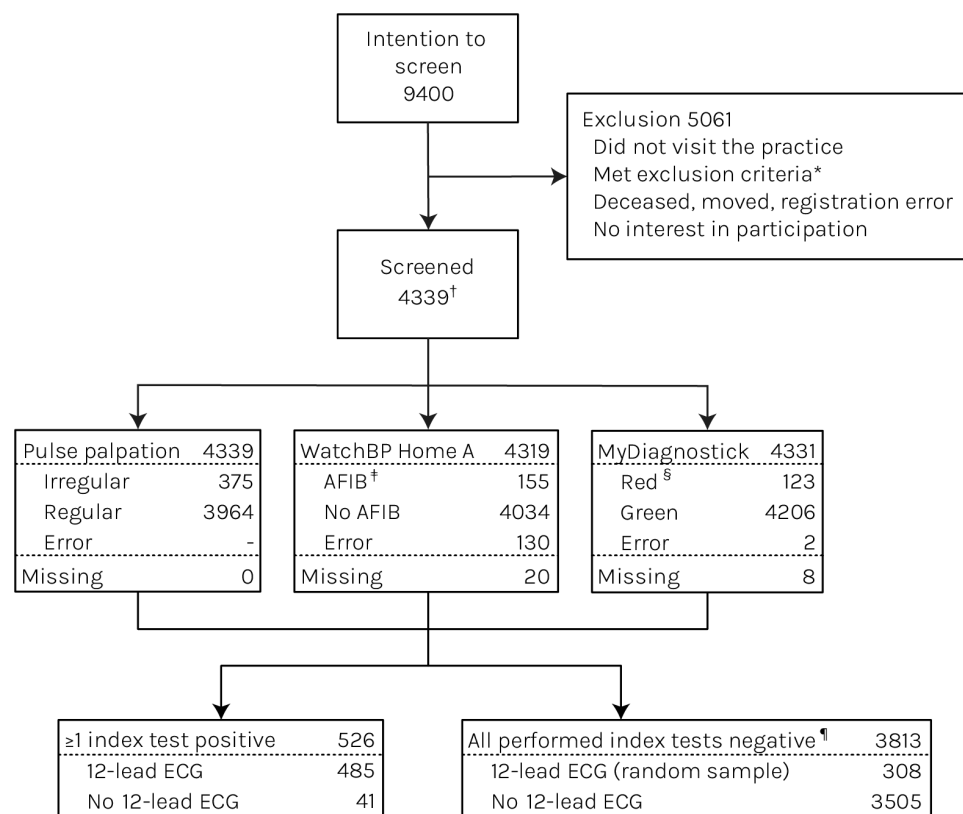 Intention to
screen
9400
Exclusion 5061
Did not visit the practice
Met exclusion criteria*
Deceased, moved, registration error
No interest in participation
Screened
4339†
Pulse palpation 4339
Irregular 375
Regular 3964
Error -
Missing 0
WatchBP Home A 4319
AFIB‡ 155
No AFIB 4034
Error 130
Missing 20
MyDiagnostick 4331
Red § 123
Green 4206
Error 2
Missing 8
≥1 index test positive 526
12-lead ECG 485
No 12-lead ECG 41
All performed index tests negative¶ 3813
12-lead ECG (random sample) 308
No 12-lead ECG 3505